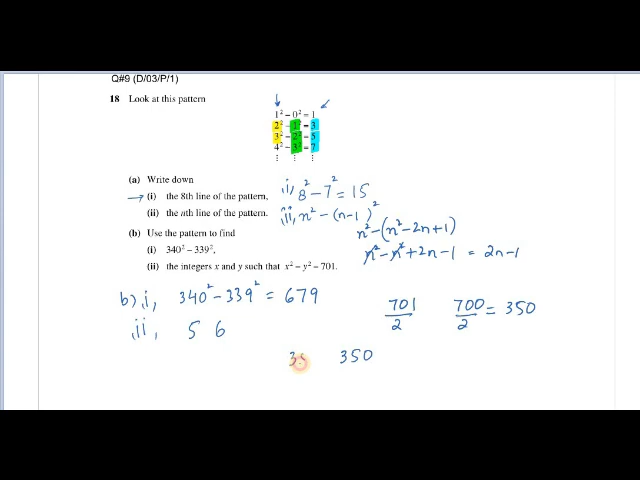 Q#9 (D/03/P/1)
18 Look at this pattern
1² – 0² = 1
2² – 1² = 3
3² – 2² = 5
4² – 3² = 7
⋮ ⋮ ⋮
(a) Write down
(i) the 8th line of the pattern,
(ii) the nth line of the pattern.
i, 8² – 7² = 15
ii, n² – (n–1)²
n² – (n² – 2n + 1)
n² – n² + 2n – 1 = 2n – 1
(b) Use the pattern to find
(i) 340² – 339²,
(ii) the integers x and y such that x² – y² = 701.
b) i, 340² – 339² = 679
701/2 700/2 = 350
ii, 5 6
35 350